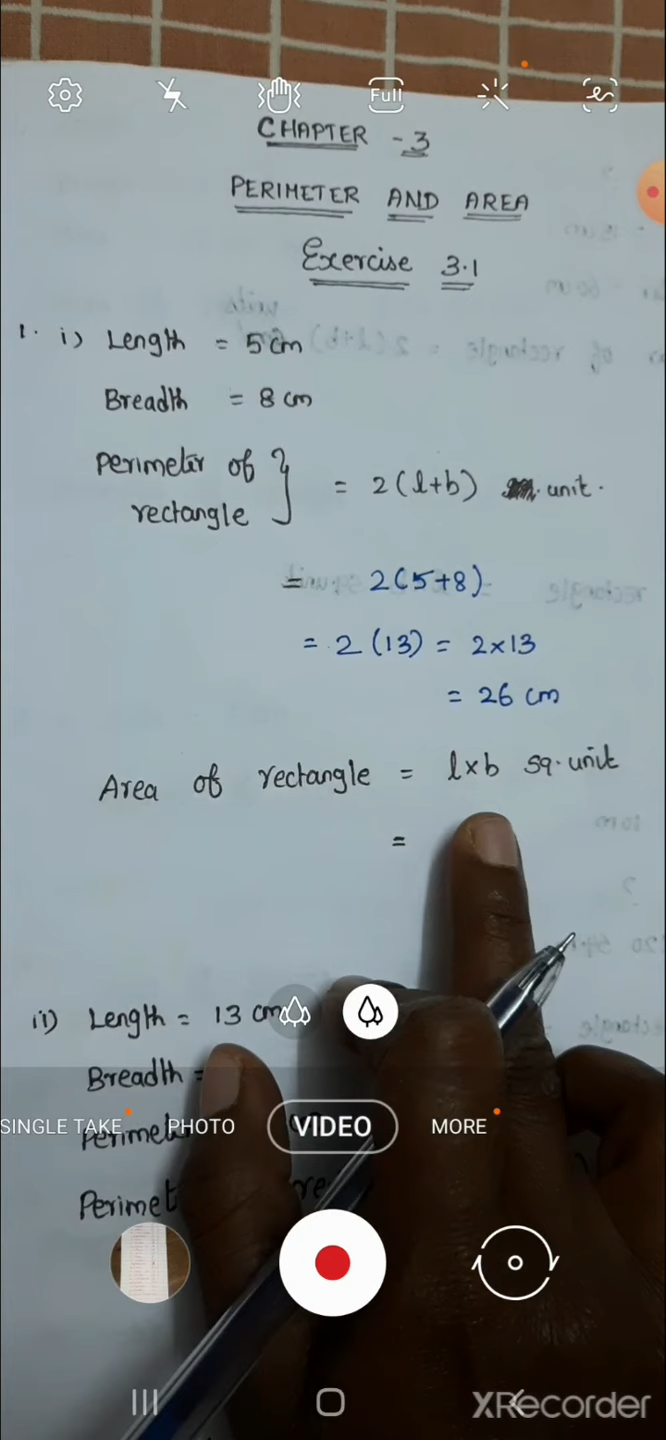 Full
CHAPTER - 3
PERIMETER AND AREA
Exercise 3.1
1. i) Length = 5 cm
Breadth = 8 cm
Perimeter of
rectangle } = 2(l+b) unit.
= 2(5+8)
= 2(13) = 2×13
= 26 cm
Area of rectangle = l×b sq.unit
=
ii) Length = 13 cm
Breadth =
SINGLE TAKE PHOTO VIDEO MORE
Perimet
XRecorder